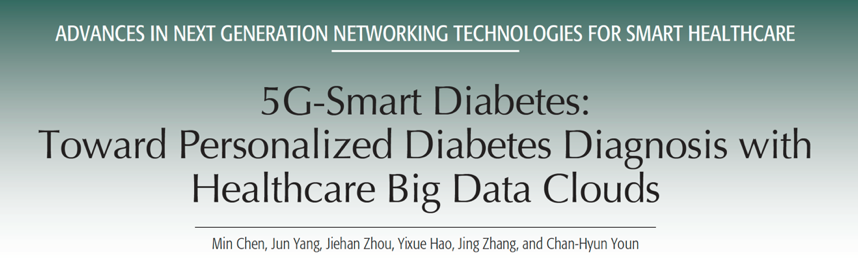 ADVANCES IN NEXT GENERATION NETWORKING TECHNOLOGIES FOR SMART HEALTHCARE
5G-Smart Diabetes:
Toward Personalized Diabetes Diagnosis with
Healthcare Big Data Clouds
Min Chen, Jun Yang, Jiehan Zhou, Yixue Hao, Jing Zhang, and Chan-Hyun Youn